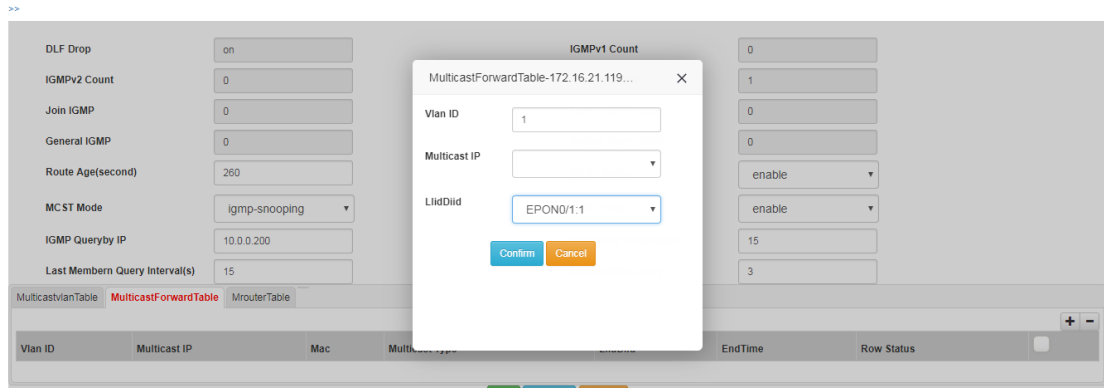 >>
DLF Drop on IGMPv1 Count 0
IGMPv2 Count 0 1
Join IGMP 0 0
General IGMP 0 0
Route Age(second) 260 enable
MCST Mode igmp-snooping enable
IGMP Queryby IP 10.0.0.200 15
Last Membern Query Interval(s) 15 3
MulticastForwardTable-172.16.21.119... ×
Vlan ID 1
Multicast IP
LlidDiid EPON0/1:1
Confirm Cancel
MulticastvlanTable MulticastForwardTable MrouterTable
+ −
Vlan ID Multicast IP Mac EndTime Row Status